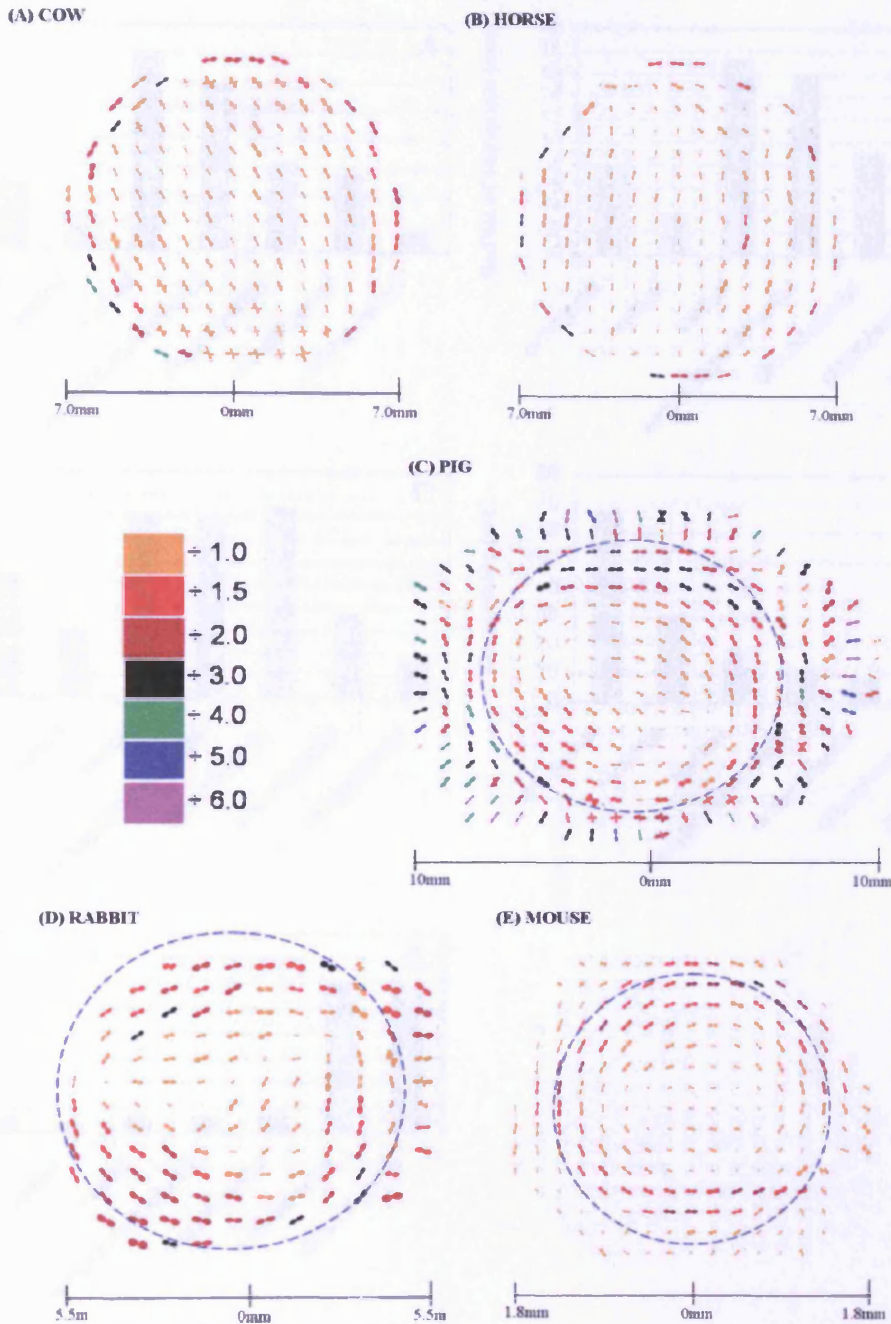 (A) COW
(B) HORSE
7.0mm 0mm 7.0mm
7.0mm 0mm 7.0mm
(C) PIG
÷ 1.0
÷ 1.5
÷ 2.0
÷ 3.0
÷ 4.0
÷ 5.0
÷ 6.0
10mm 0mm 10mm
(D) RABBIT
(E) MOUSE
5.5m 0mm 5.5m
1.8mm 0mm 1.8mm